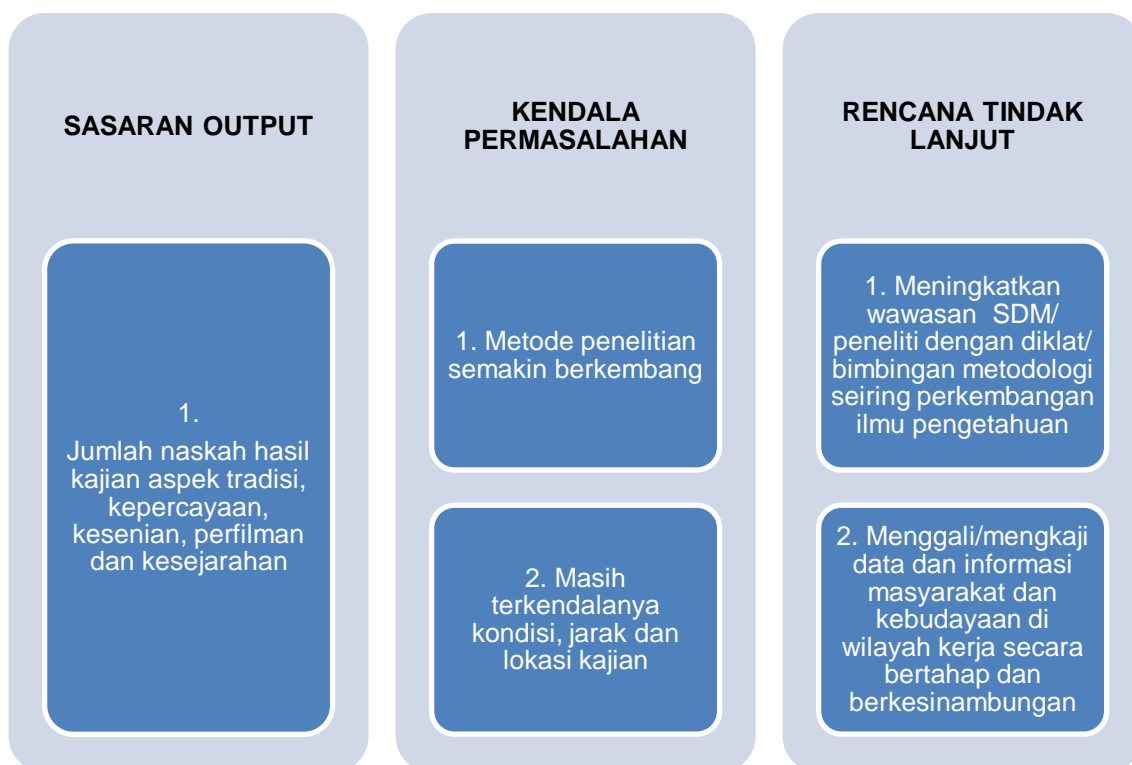 SASARAN OUTPUT
1.
Jumlah naskah hasil
kajian aspek tradisi,
kepercayaan,
kesenian, perfilman
dan kesejarahan
KENDALA
PERMASALAHAN
1. Metode penelitian
semakin berkembang
2. Masih
terkendalanya
kondisi, jarak dan
lokasi kajian
RENCANA TINDAK
LANJUT
1. Meningkatkan
wawasan SDM/
peneliti dengan diklat/
bimbingan metodologi
seiring perkembangan
ilmu pengetahuan
2. Menggali/mengkaji
data dan informasi
masyarakat dan
kebudayaan di
wilayah kerja secara
bertahap dan
berkesinambungan